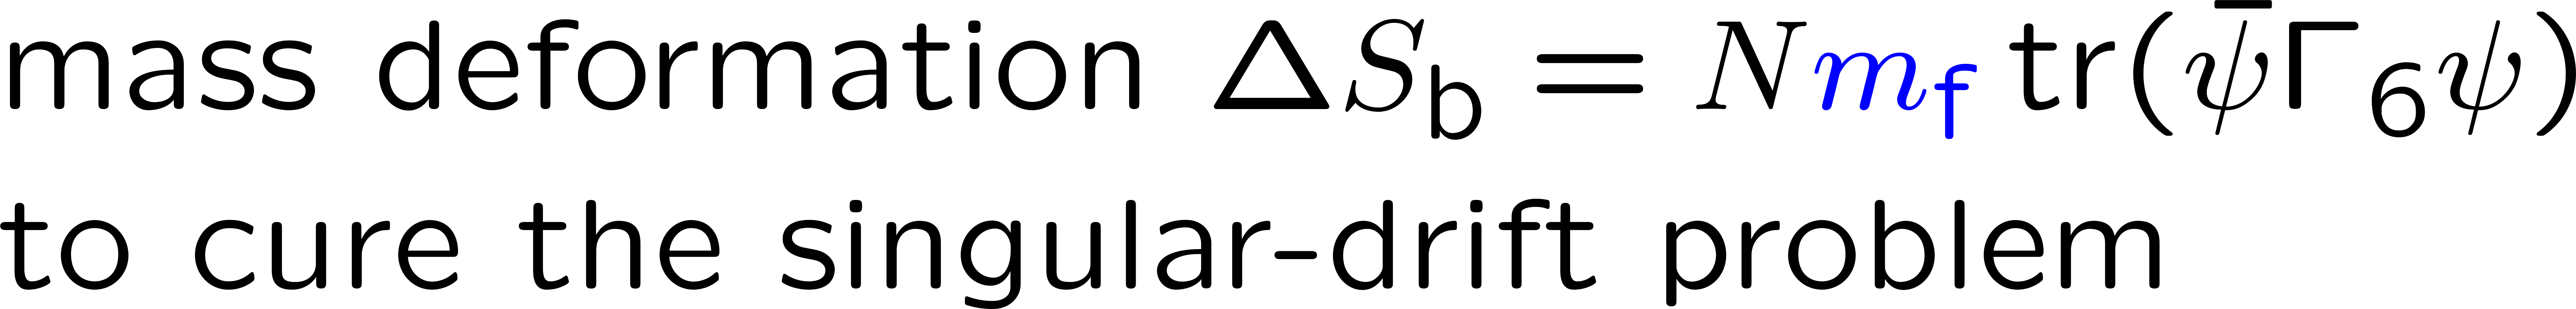 mass deformation ΔS_b = N m_f tr(ψ̄Γ_6ψ)
to cure the singular-drift problem